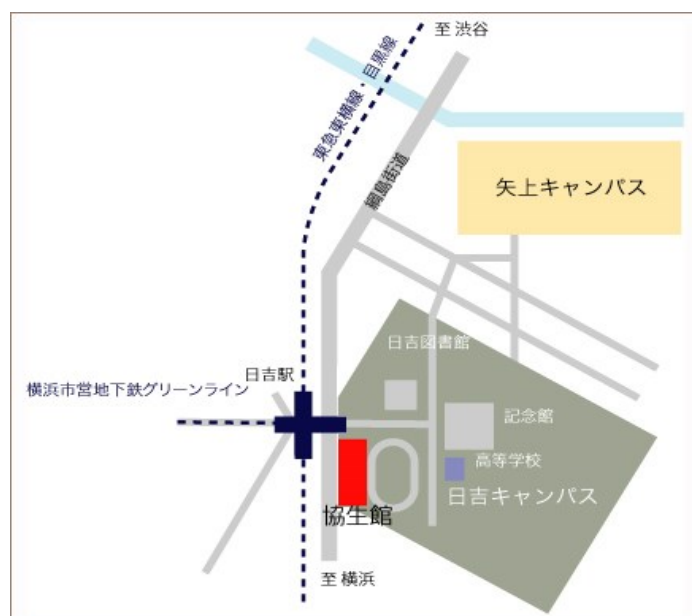 至 渋谷
東急東横線・目黒線
綱島街道
矢上キャンパス
日吉図書館
日吉駅
横浜市営地下鉄グリーンライン
記念館
高等学校
日吉キャンパス
協生館
至 横浜